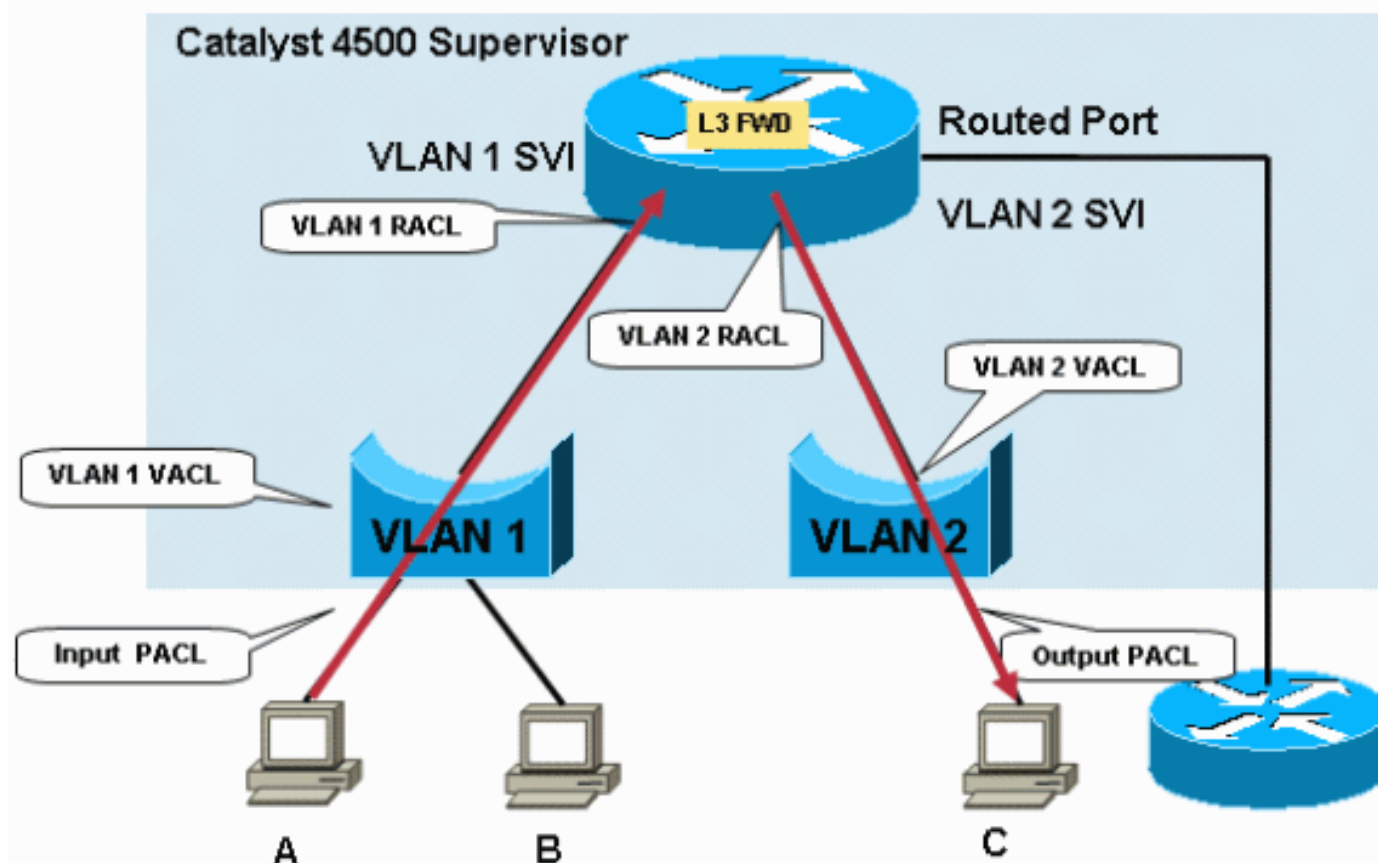 Catalyst 4500 Supervisor
L3 FWD
Routed Port
VLAN 1 SVI
VLAN 1 RACL
VLAN 2 SVI
VLAN 2 RACL
VLAN 2 VACL
VLAN 1 VACL
VLAN 1
VLAN 2
Input PACL
Output PACL
A
B
C